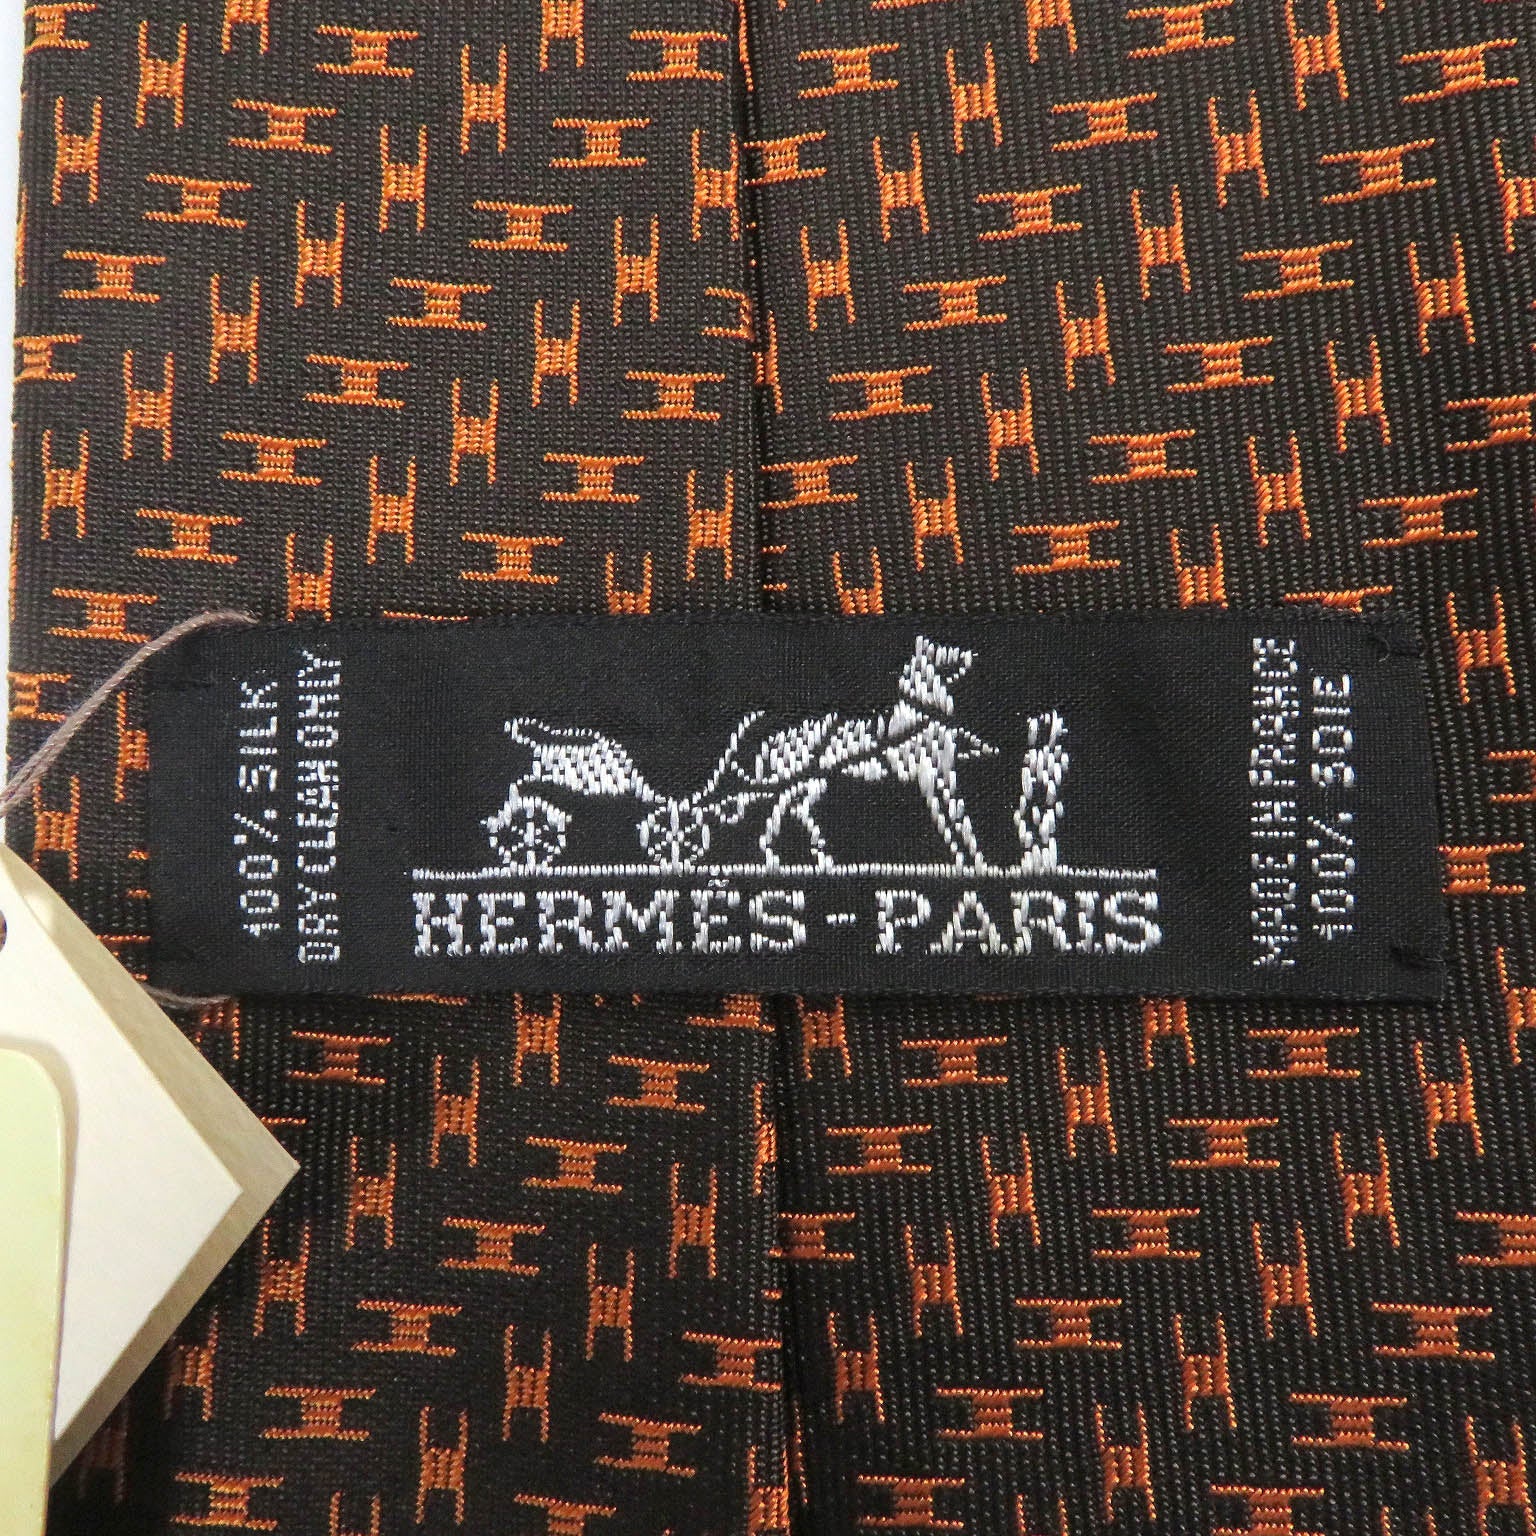 100% SILK
DRY CLEAN ONLY
HERMÈS-PARIS
MADE IN FRANCE
100% SOIE